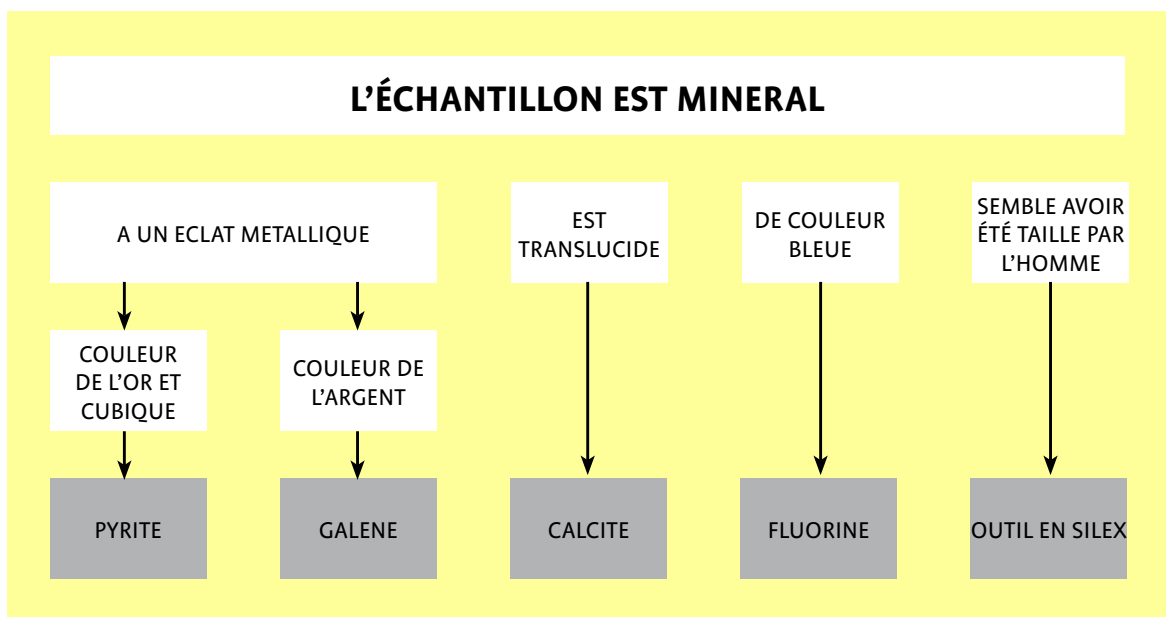 L'ÉCHANTILLON EST MINERAL
A UN ECLAT METALLIQUE
EST
TRANSLUCIDE
DE COULEUR
BLEUE
SEMBLE AVOIR
ÉTÉ TAILLE PAR
L'HOMME
COULEUR
DE L'OR ET
CUBIQUE
COULEUR DE
L'ARGENT
PYRITE
GALENE
CALCITE
FLUORINE
OUTIL EN SILEX